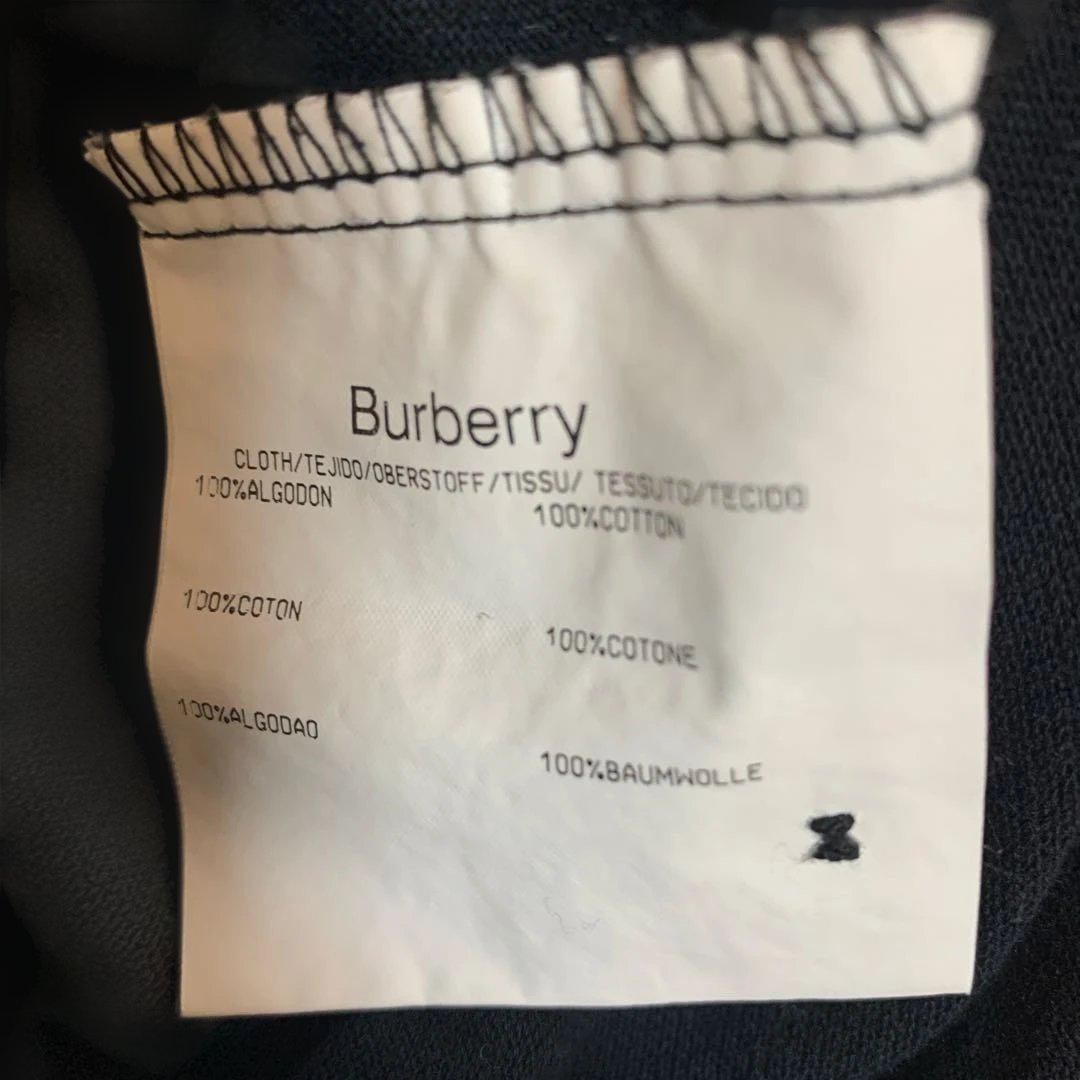 Burberry
CLOTH/TEJIDO/OBERSTOFF/TISSU/ TESSUTO/TECIDO
100%ALGODON
100%COTTON
100%COTON
100%COTONE
100%ALGODAO
100%BAUMWOLLE